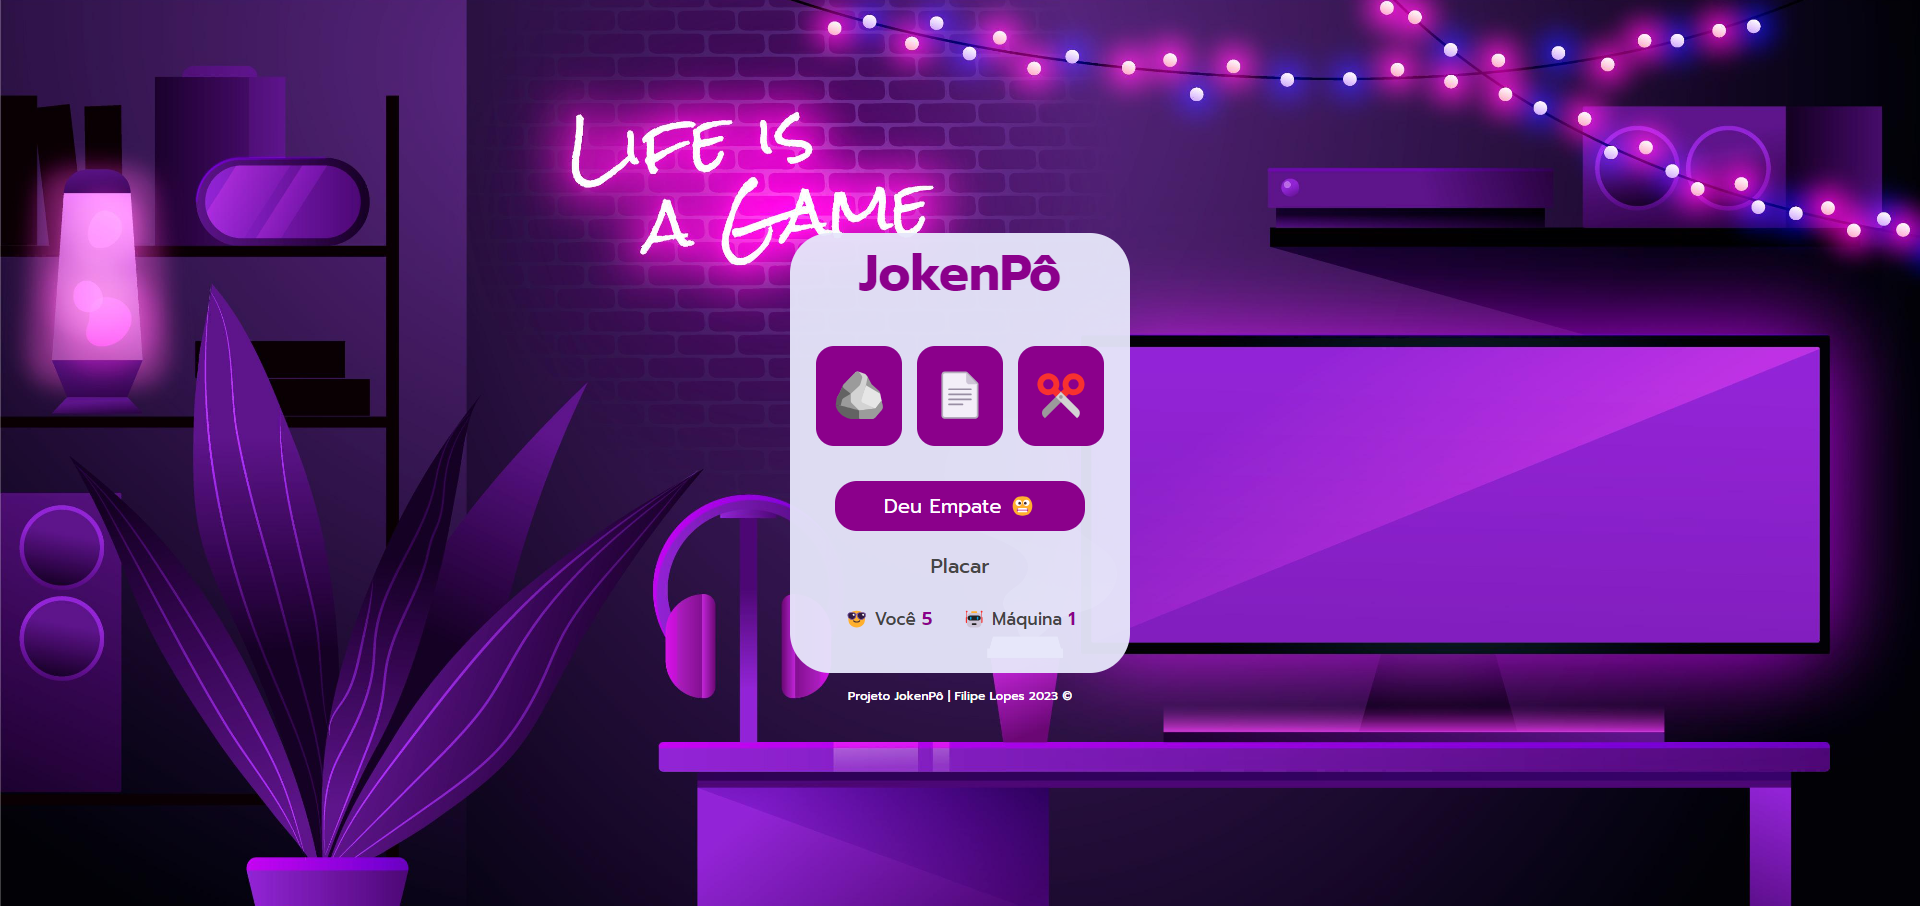 Life is
a Game
JokenPô
Deu Empate
Placar
Você 5 Máquina 1
Projeto JokenPô | Filipe Lopes 2023 ©